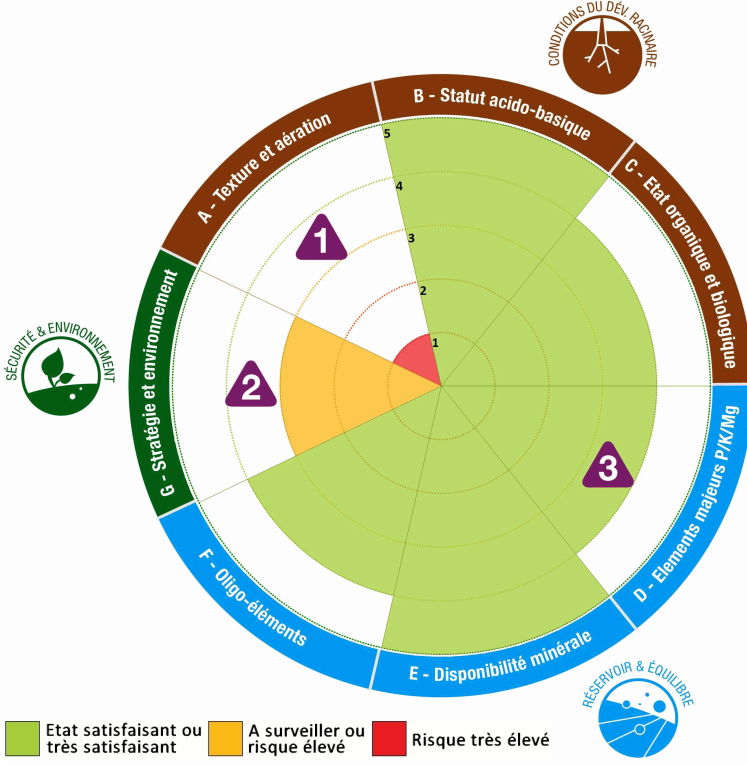 CONDITIONS DU DÉV. RACINAIRE
B - Statut acido-basique
A - Texture et aération
C - Etat organique et biologique
5
4
3
2
1
1
SÉCURITÉ & ENVIRONNEMENT
G - Stratégie et environnement
2
3
D - Elements majeurs P/K/Mg
F - Oligo-éléments
E - Disponibilité minérale
RÉSERVOIR & ÉQUILIBRE
Etat satisfaisant ou
très satisfaisant
A surveiller ou
risque élevé
Risque très élevé